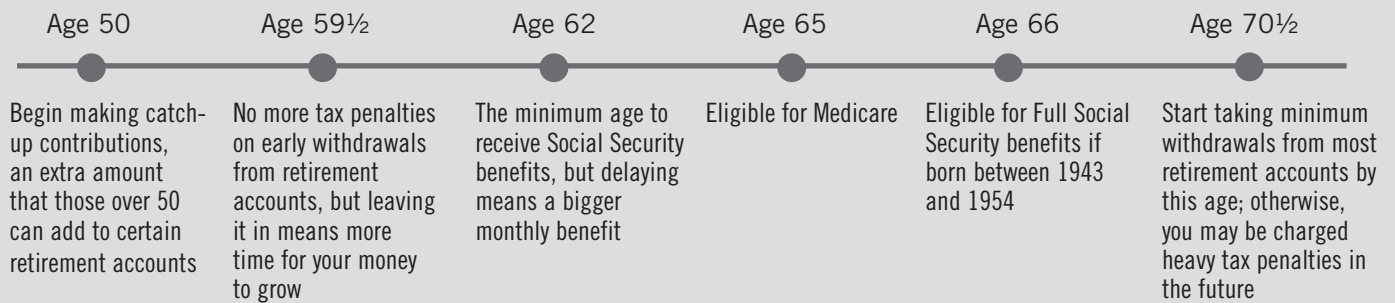 Age 50
Begin making catch-
up contributions,
an extra amount
that those over 50
can add to certain
retirement accounts
Age 59½
No more tax penalties
on early withdrawals
from retirement
accounts, but leaving
it in means more
time for your money
to grow
Age 62
The minimum age to
receive Social Security
benefits, but delaying
means a bigger
monthly benefit
Age 65
Eligible for Medicare
Age 66
Eligible for Full Social
Security benefits if
born between 1943
and 1954
Age 70½
Start taking minimum
withdrawals from most
retirement accounts by
this age; otherwise,
you may be charged
heavy tax penalties in
the future